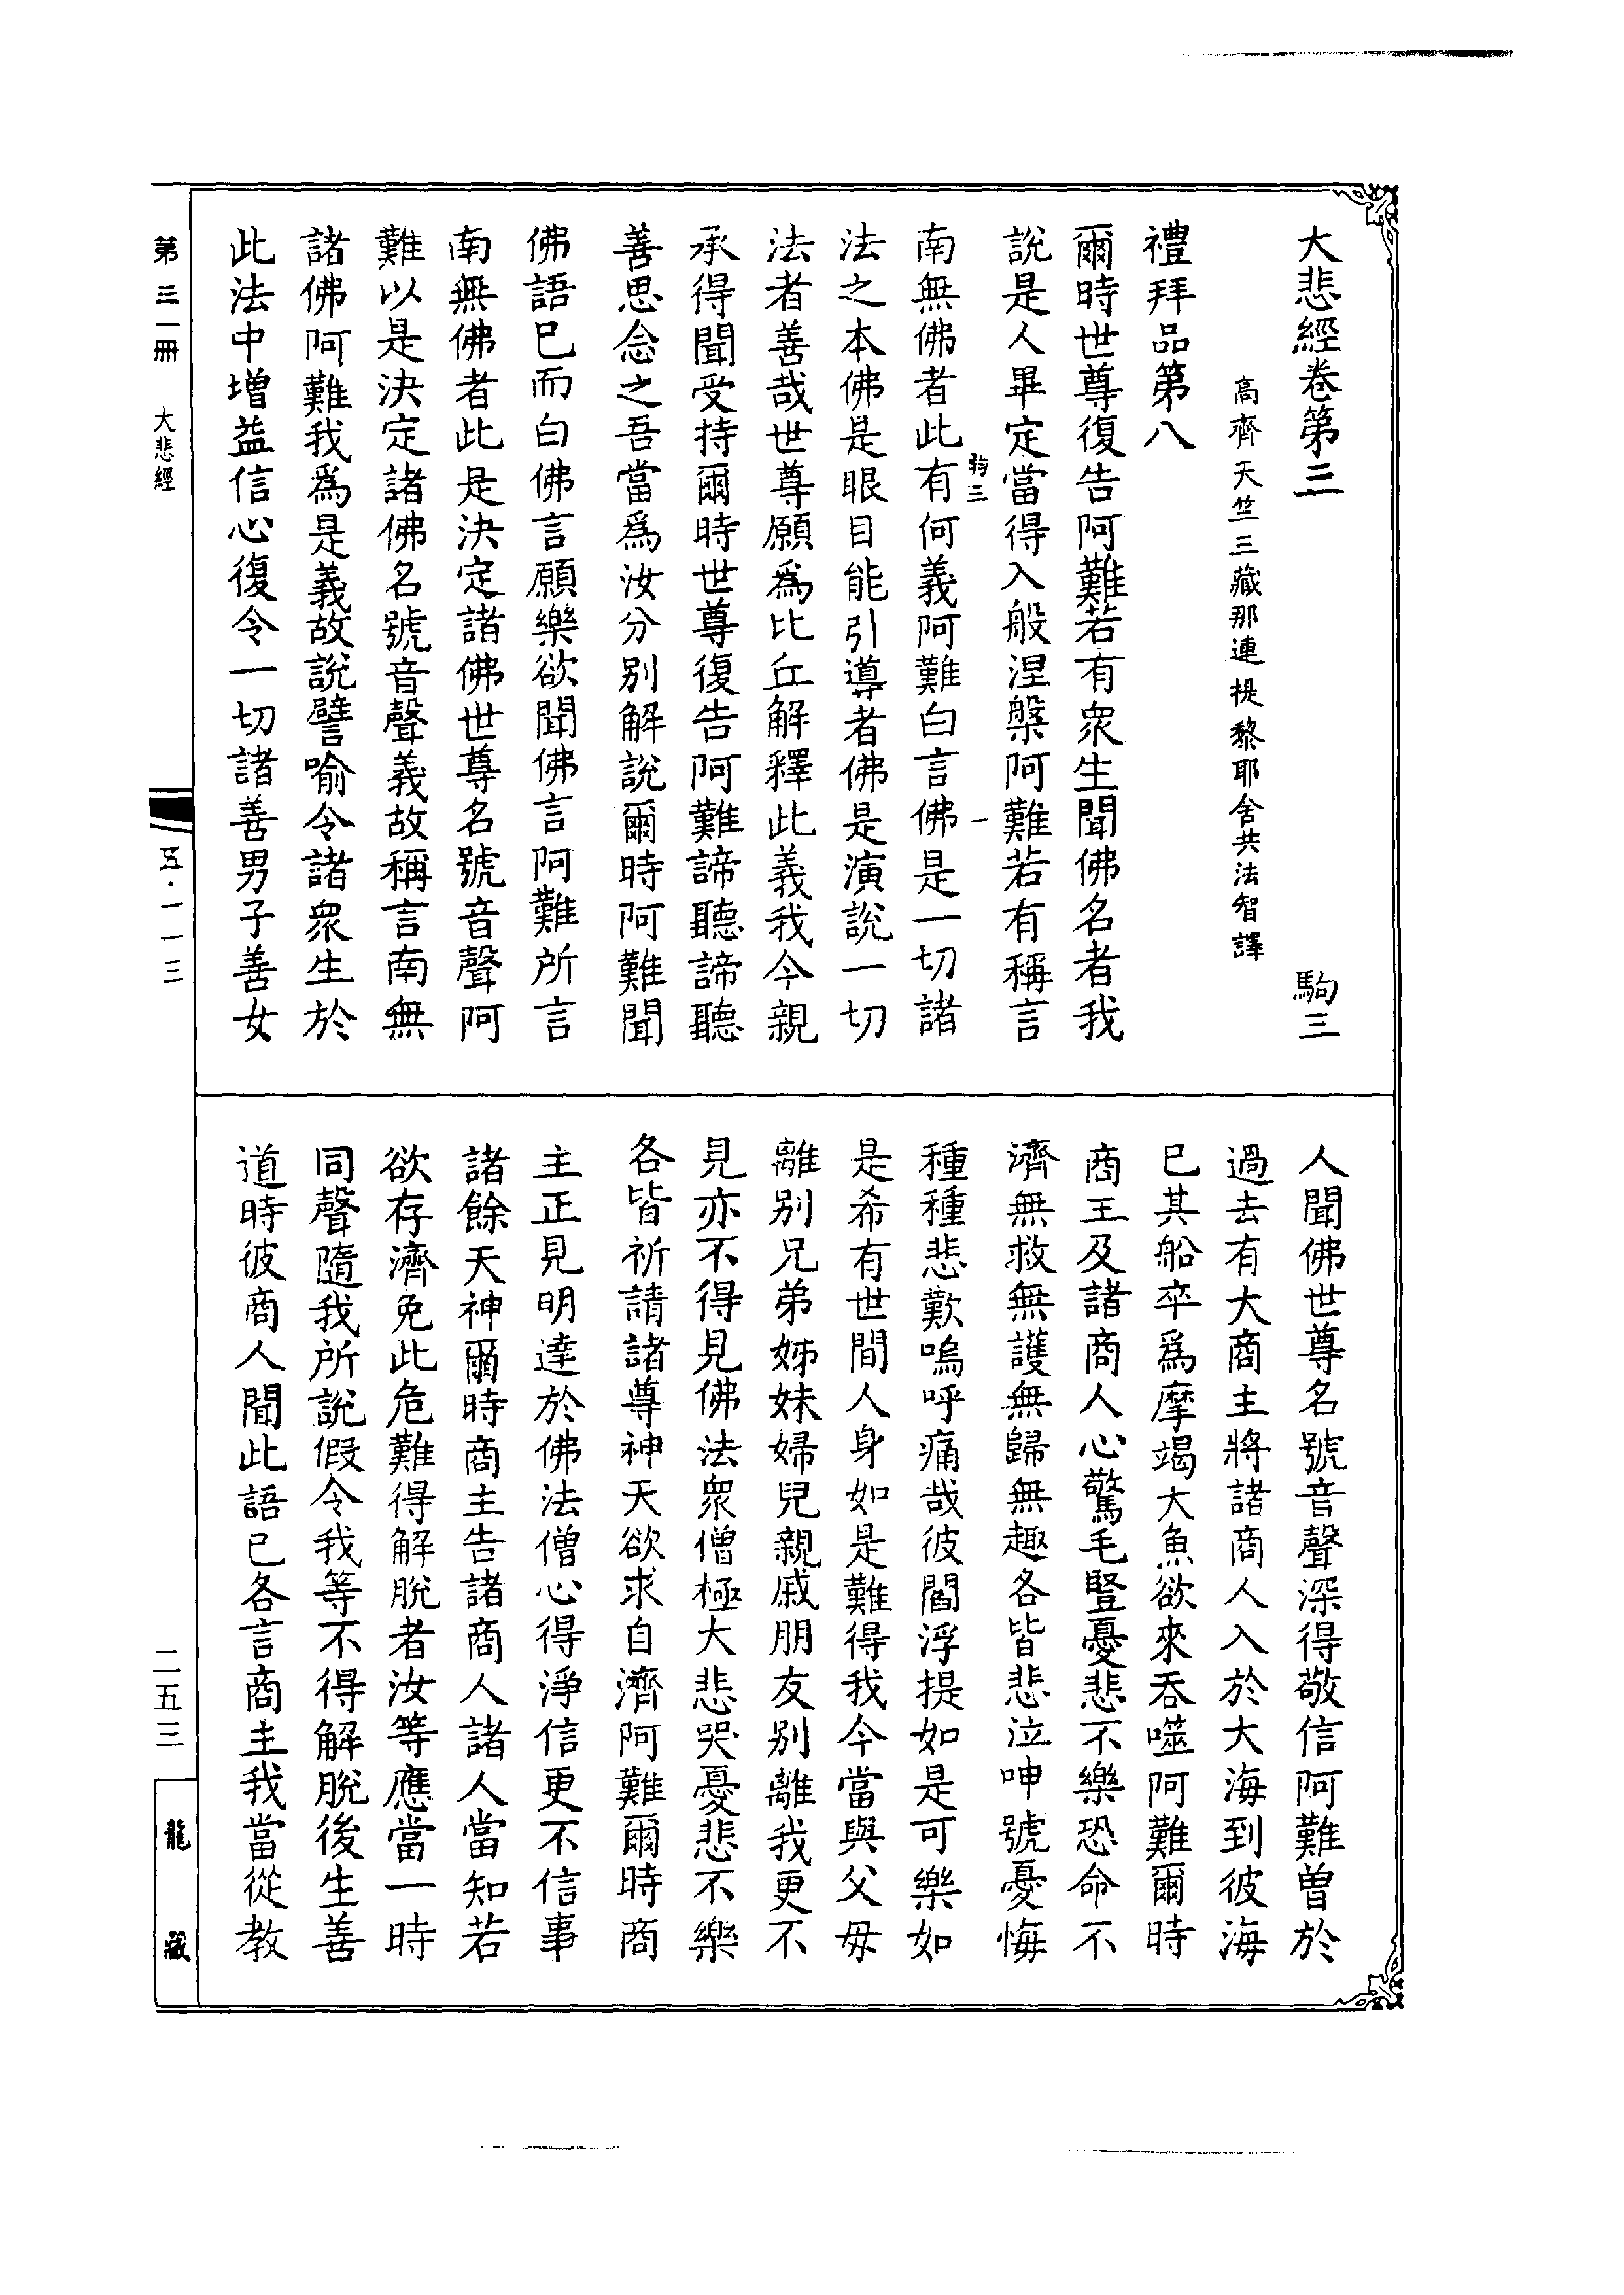 大悲經卷第三　駒三
高齊天竺三藏那連提黎耶舍共法智譯
禮拜品第八
爾時世尊復告阿難若有衆生聞佛名者我
說是人畢定當得入般涅槃阿難若有稱言
駒三　一
南無佛者此有何義阿難白言佛是一切諸
法之本佛是眼目能引導者佛是演說一切
法者善哉世尊願爲比丘解釋此義我今親
承得聞受持爾時世尊復告阿難諦聽諦聽
善思念之吾當爲汝分别解說爾時阿難聞
佛語已而白佛言願樂欲聞佛言阿難所言
南無佛者此是決定諸佛世尊名號音聲阿
難以是決定諸佛名號音聲義故稱言南無
諸佛阿難我爲是義故說譬喻令諸衆生於
此法中增益信心復令一切諸善男子善女
人聞佛世尊名號音聲深得敬信阿難曾於
過去有大商主將諸商人入於大海到彼海
已其船卒爲摩竭大魚欲來吞噬阿難爾時
商王及諸商人心驚毛豎憂悲不樂恐命不
濟無救無護無歸無趣各皆悲泣呻號憂悔
種種悲歎嗚呼痛哉彼閻浮提如是可樂如
是希有世間人身如是難得我今當與父母
離别兄弟姊妹婦兒親戚朋友别離我更不
見亦不得見佛法衆僧極大悲哭憂悲不樂
各皆祈請諸尊神天欲求自濟阿難爾時商
主正見明達於佛法僧心得淨信更不信事
諸餘天神爾時商主告諸商人諸人當知若
欲存濟免此危難得解脫者汝等應當一時
同聲隨我所說假令我等不得解脫後生善
道時彼商人聞此語已各言商主我當從教
第三一冊　大悲經
五·一一三
二五三
龍藏